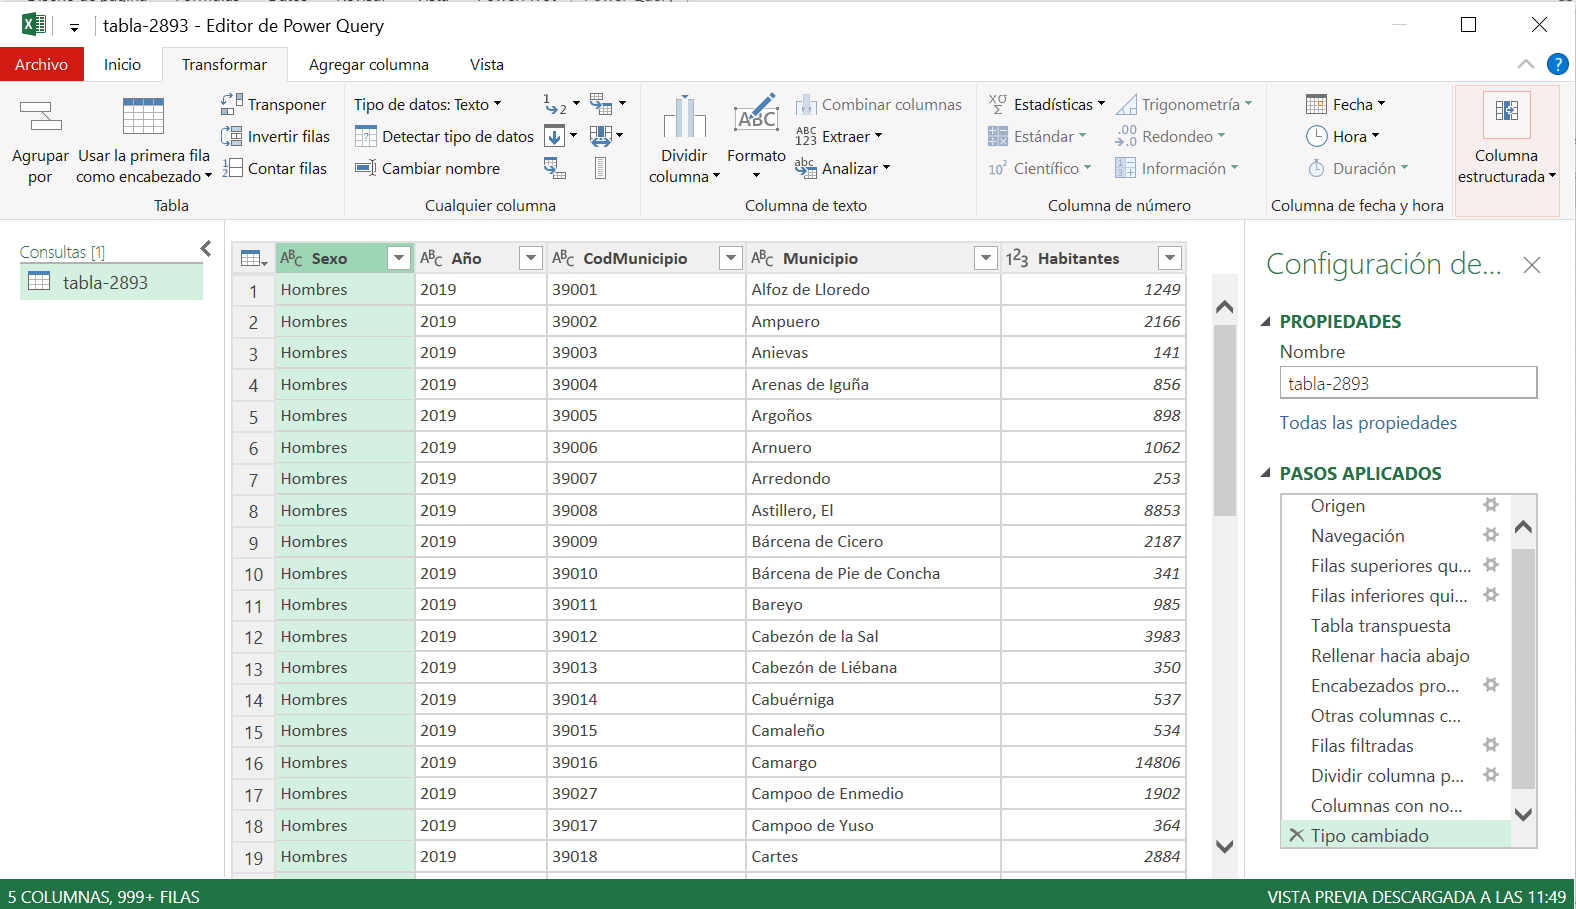 tabla-2893 - Editor de Power Query
Archivo Inicio Transformar Agregar columna Vista
Agrupar por
Usar la primera fila como encabezado
Transponer
Invertir filas
Contar filas
Tabla
Tipo de datos: Texto
Detectar tipo de datos
Cambiar nombre
Cualquier columna
Dividir columna
Formato
Combinar columnas
Extraer
Analizar
Columna de texto
Estadísticas
Estándar
Científico
Trigonometría
Redondeo
Información
Columna de número
Fecha
Hora
Duración
Columna de fecha y hora
Columna estructurada
Consultas [1]
tabla-2893
Sexo Año CodMunicipio Municipio Habitantes
1 Hombres 2019 39001 Alfoz de Lloredo 1249
2 Hombres 2019 39002 Ampuero 2166
3 Hombres 2019 39003 Anievas 141
4 Hombres 2019 39004 Arenas de Iguña 856
5 Hombres 2019 39005 Argoños 898
6 Hombres 2019 39006 Arnuero 1062
7 Hombres 2019 39007 Arredondo 253
8 Hombres 2019 39008 Astillero, El 8853
9 Hombres 2019 39009 Bárcena de Cicero 2187
10 Hombres 2019 39010 Bárcena de Pie de Concha 341
11 Hombres 2019 39011 Bareyo 985
12 Hombres 2019 39012 Cabezón de la Sal 3983
13 Hombres 2019 39013 Cabezón de Liébana 350
14 Hombres 2019 39014 Cabuérniga 537
15 Hombres 2019 39015 Camaleño 534
16 Hombres 2019 39016 Camargo 14806
17 Hombres 2019 39027 Campoo de Enmedio 1902
18 Hombres 2019 39017 Campoo de Yuso 364
19 Hombres 2019 39018 Cartes 2884
Configuración de...
PROPIEDADES
Nombre
tabla-2893
Todas las propiedades
PASOS APLICADOS
Origen
Navegación
Filas superiores qu...
Filas inferiores qui...
Tabla transpuesta
Rellenar hacia abajo
Encabezados pro...
Otras columnas c...
Filas filtradas
Dividir columna p...
Columnas con no...
Tipo cambiado
5 COLUMNAS, 999+ FILAS
VISTA PREVIA DESCARGADA A LAS 11:49